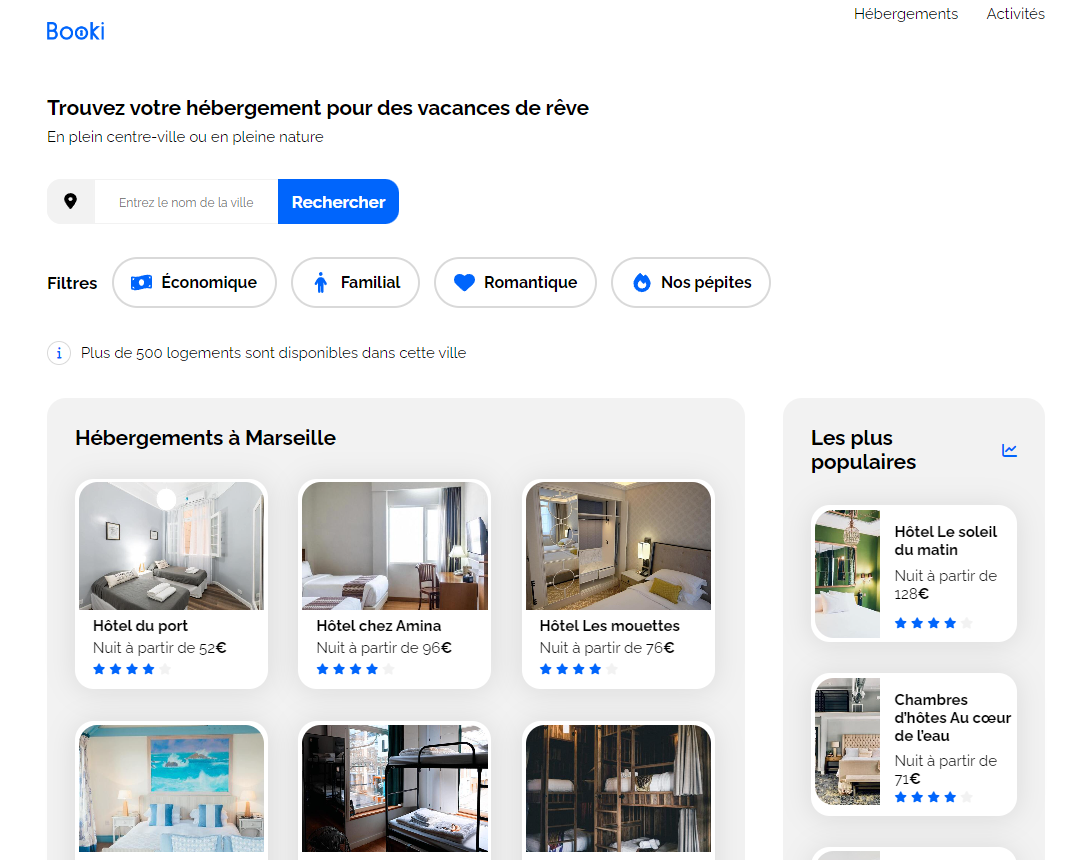 Booki
Hébergements
Activités
Trouvez votre hébergement pour des vacances de rêve
En plein centre-ville ou en pleine nature
Entrez le nom de la ville
Rechercher
Filtres
Économique
Familial
Romantique
Nos pépites
Plus de 500 logements sont disponibles dans cette ville
Hébergements à Marseille
Hôtel du port
Nuit à partir de 52€
Hôtel chez Amina
Nuit à partir de 96€
Hôtel Les mouettes
Nuit à partir de 76€
Les plus
populaires
Hôtel Le soleil
du matin
Nuit à partir de
128€
Chambres
d’hôtes Au cœur
de l’eau
Nuit à partir de
71€